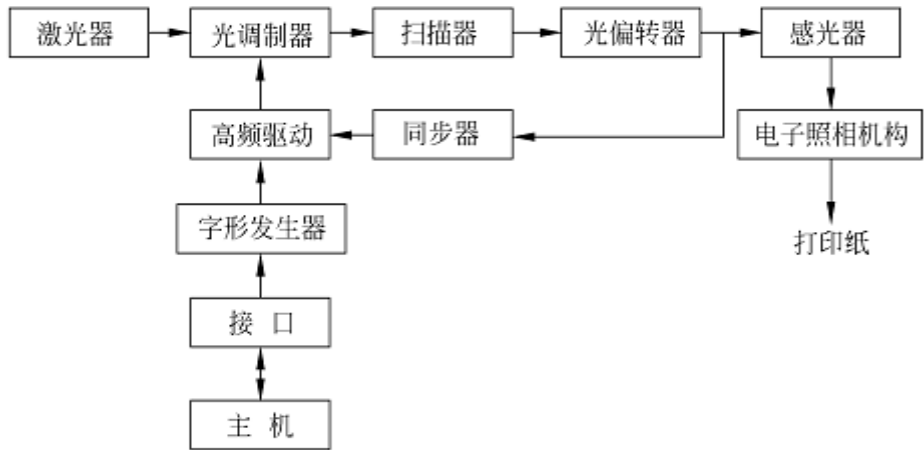 激光器
光调制器
扫描器
光偏转器
感光器
高频驱动
同步器
电子照相机构
字形发生器
打印纸
接 口
主 机